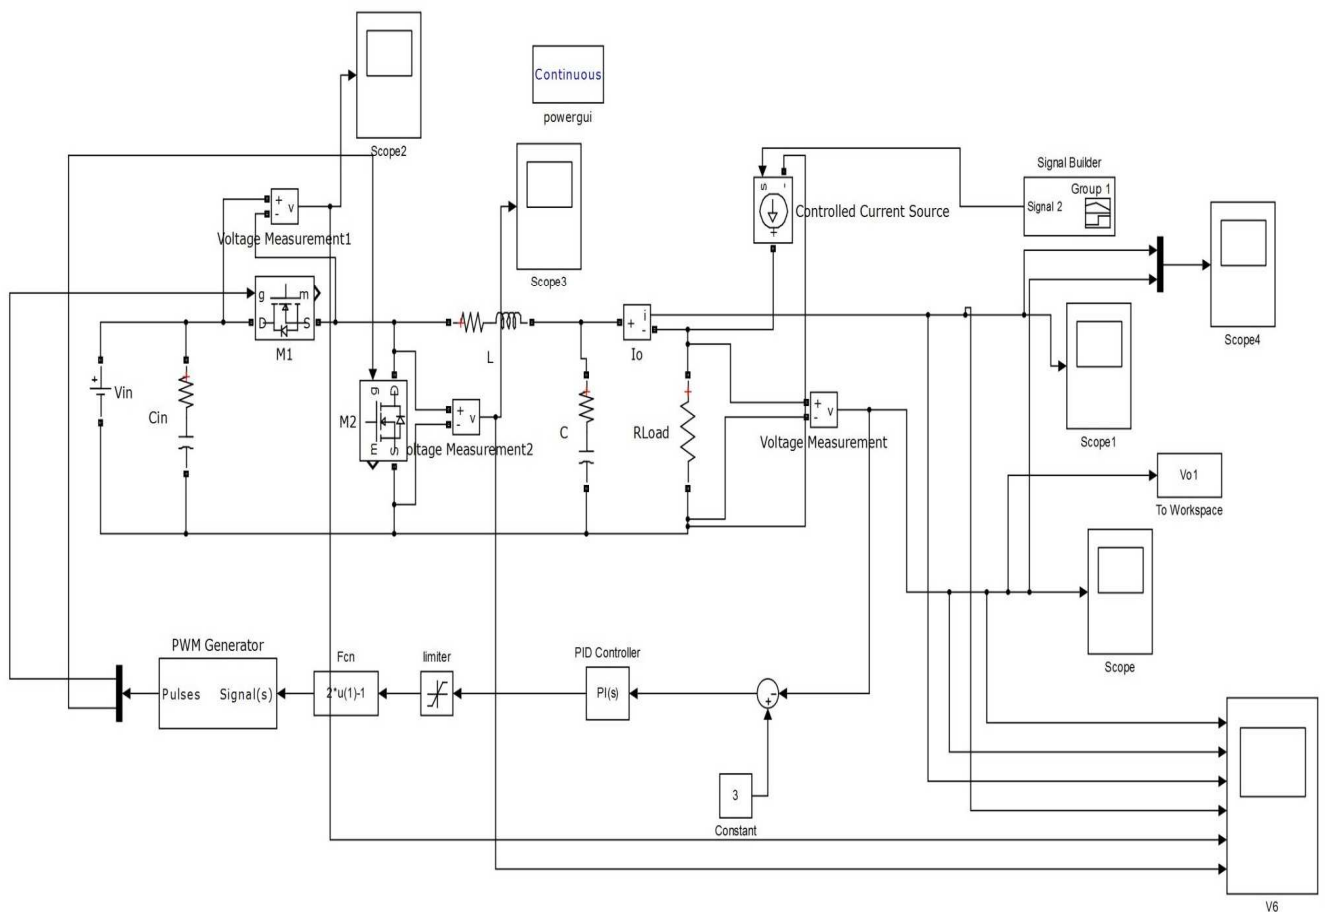 Scope2
Continuous
powergui
Scope3
+
-
v
Voltage Measurement1
s
-
+
Controlled Current Source
Signal Builder
Group 1
Signal 2
Scope4
g
m
D
S
M1
+
Vin
Cin
L
+
i
-
Io
Scope1
g
D
m
S
M2
+
-
v
oltage Measurement2
C
RLoad
+
-
v
Voltage Measurement
Vo1
To Workspace
Scope
PWM Generator
Pulses
Signal(s)
Fcn
2*u(1)-1
limiter
PID Controller
PI(s)
-
+
3
Constant
V6